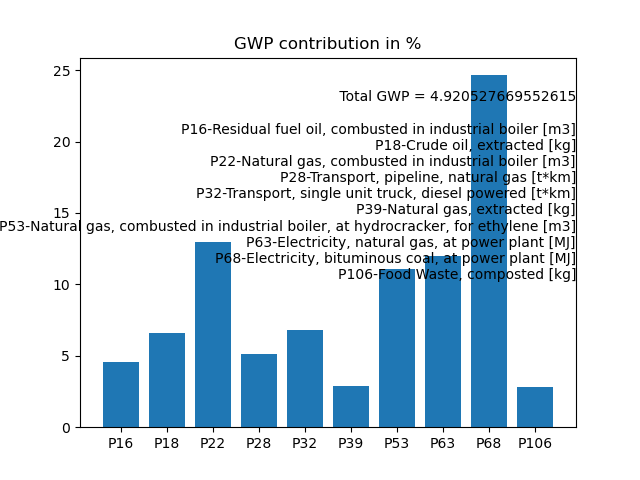 GWP contribution in %
25
20
15
10
5
0
Total GWP = 4.920527669552615
P16-Residual fuel oil, combusted in industrial boiler [m3]
P18-Crude oil, extracted [kg]
P22-Natural gas, combusted in industrial boiler [m3]
P28-Transport, pipeline, natural gas [t*km]
P32-Transport, single unit truck, diesel powered [t*km]
P39-Natural gas, extracted [kg]
P53-Natural gas, combusted in industrial boiler, at hydrocracker, for ethylene [m3]
P63-Electricity, natural gas, at power plant [MJ]
P68-Electricity, bituminous coal, at power plant [MJ]
P106-Food Waste, composted [kg]
P16 P18 P22 P28 P32 P39 P53 P63 P68 P106